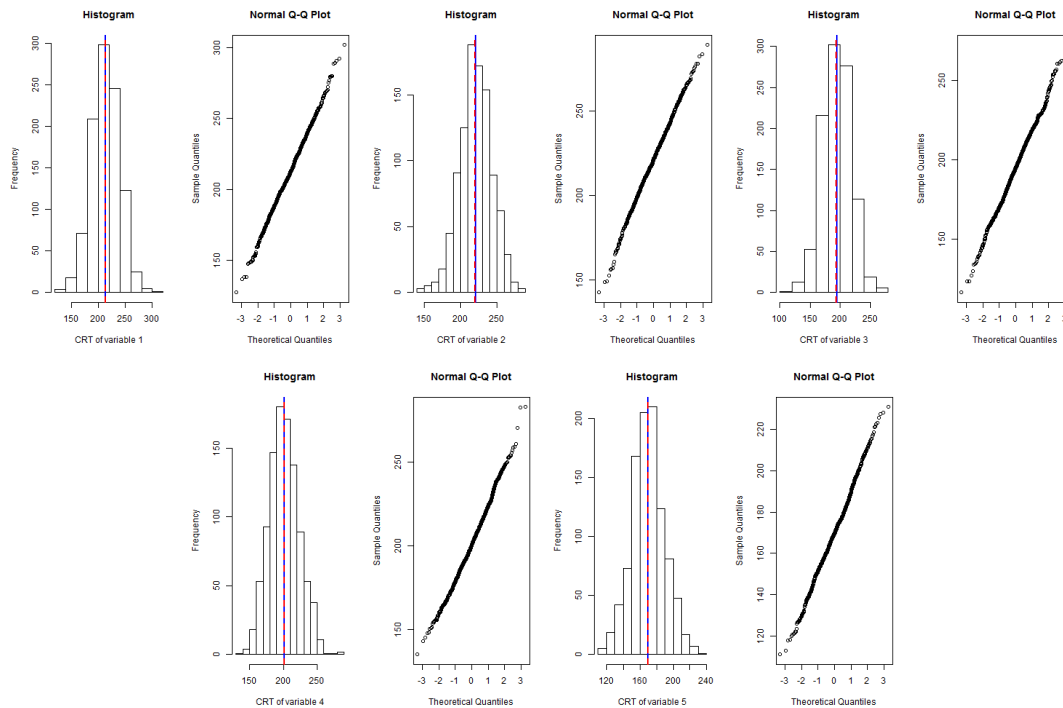 Histogram
Frequency
0 50 100 150 200 250 300
150 200 250 300
CRT of variable 1
Normal Q-Q Plot
Sample Quantiles
150 200 250 300
-3 -2 -1 0 1 2 3
Theoretical Quantiles
Histogram
Frequency
0 50 100 150
150 200 250
CRT of variable 2
Normal Q-Q Plot
Sample Quantiles
150 200 250
-3 -2 -1 0 1 2 3
Theoretical Quantiles
Histogram
Frequency
0 50 100 150 200 250 300
100 150 200 250
CRT of variable 3
Normal Q-Q Plot
Sample Quantiles
150 200 250
-3 -2 -1 0 1 2 3
Theoretical Quantiles
Histogram
Frequency
0 50 100 150
150 200 250
CRT of variable 4
Normal Q-Q Plot
Sample Quantiles
150 200 250
-3 -2 -1 0 1 2 3
Theoretical Quantiles
Histogram
Frequency
0 50 100 150 200
120 160 200 240
CRT of variable 5
Normal Q-Q Plot
Sample Quantiles
120 140 160 180 200 220
-3 -2 -1 0 1 2 3
Theoretical Quantiles